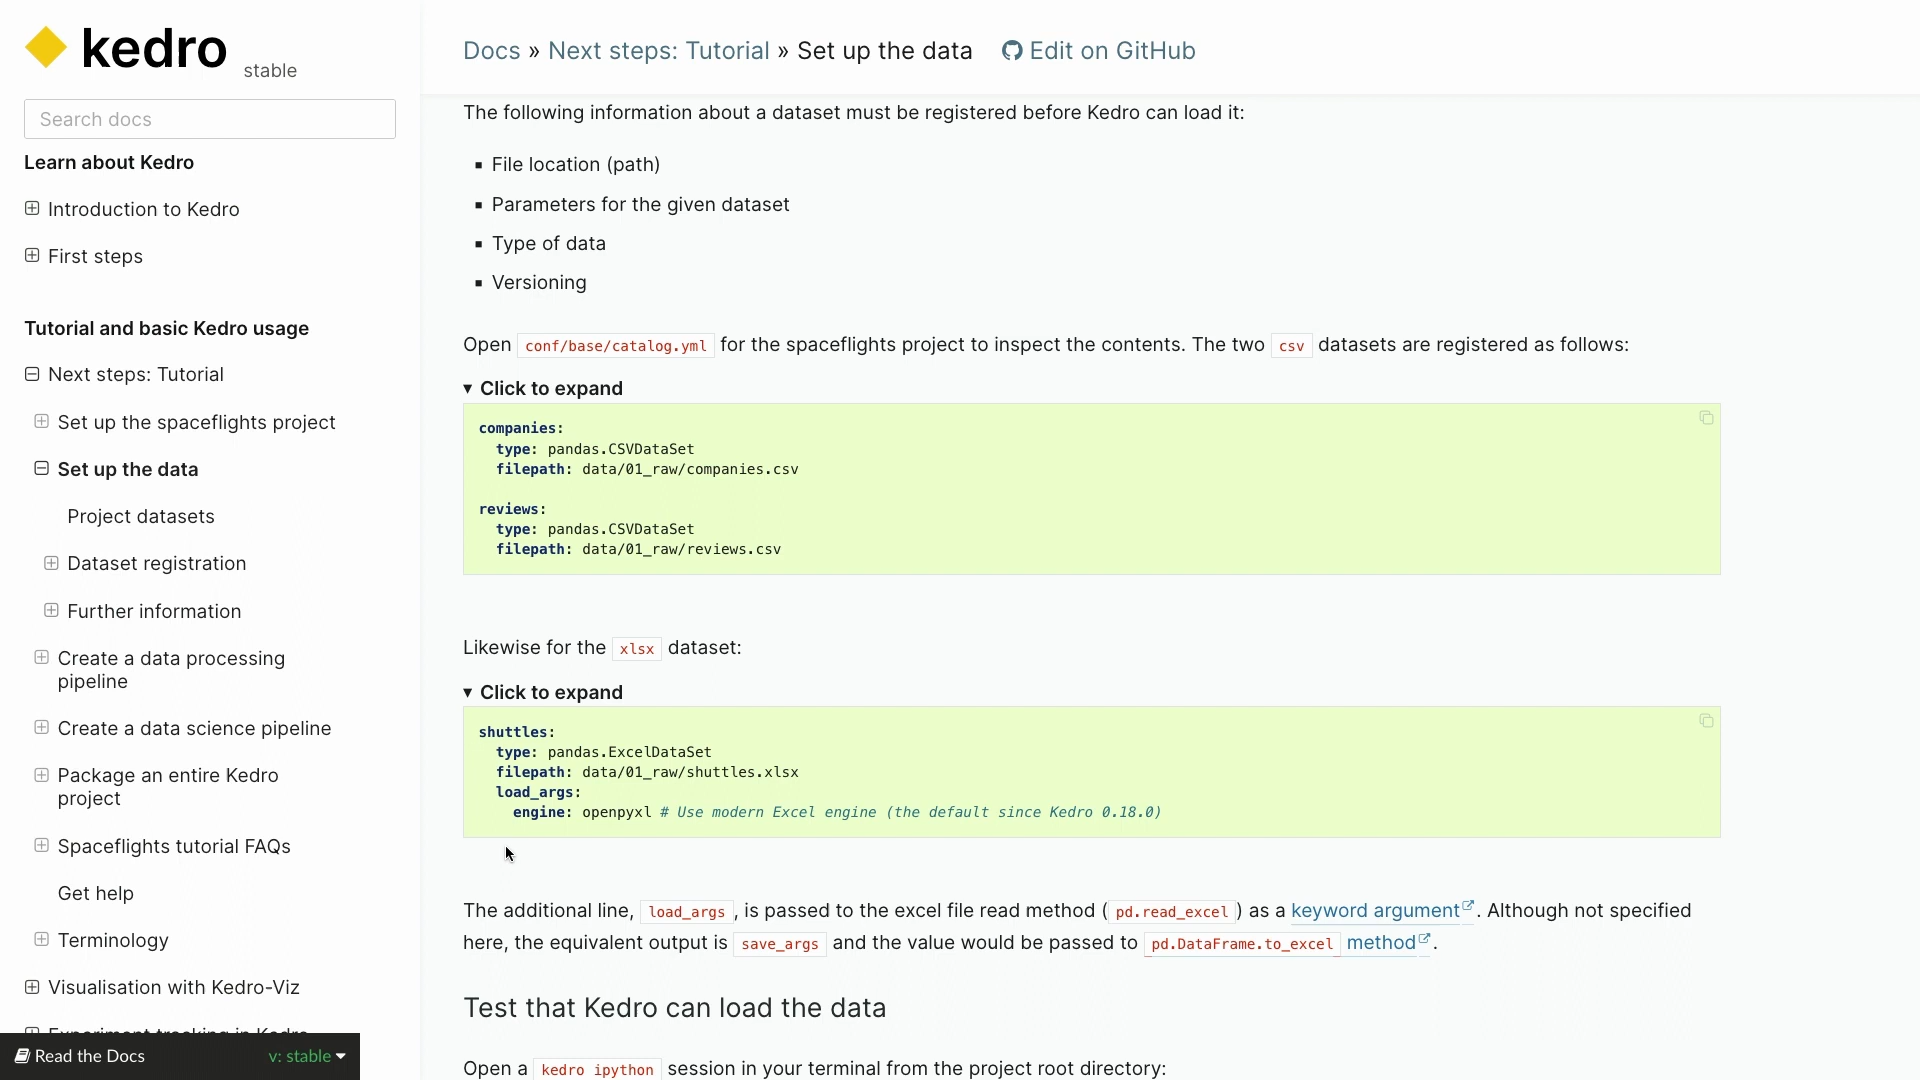 kedro
stable
Search docs
Learn about Kedro
Introduction to Kedro
First steps
Tutorial and basic Kedro usage
Next steps: Tutorial
Set up the spaceflights project
Set up the data
Project datasets
Dataset registration
Further information
Create a data processing
pipeline
Create a data science pipeline
Package an entire Kedro
project
Spaceflights tutorial FAQs
Get help
Terminology
Visualisation with Kedro-Viz
Experiment tracking in Kedro
Read the Docs
v: stable
Docs » Next steps: Tutorial » Set up the data Edit on GitHub
The following information about a dataset must be registered before Kedro can load it:
File location (path)
Parameters for the given dataset
Type of data
Versioning
Open conf/base/catalog.yml for the spaceflights project to inspect the contents. The two csv datasets are registered as follows:
Click to expand
companies:
type: pandas.CSVDataSet
filepath: data/01_raw/companies.csv
reviews:
type: pandas.CSVDataSet
filepath: data/01_raw/reviews.csv
Likewise for the xlsx dataset:
Click to expand
shuttles:
type: pandas.ExcelDataSet
filepath: data/01_raw/shuttles.xlsx
load_args:
engine: openpyxl # Use modern Excel engine (the default since Kedro 0.18.0)
The additional line, load_args, is passed to the excel file read method (pd.read_excel) as a keyword argument. Although not specified
here, the equivalent output is save_args and the value would be passed to pd.DataFrame.to_excel method.
Test that Kedro can load the data
Open a kedro ipython session in your terminal from the project root directory: